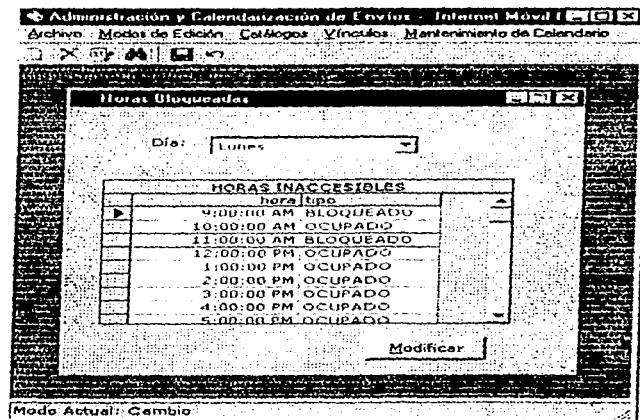 Administración y Calendarización de Envíos - Internet Móvil
Archivo Modos de Edición Catálogos Vínculos Mantenimiento de Calendario
Horas Bloqueadas
Día: Lunes
HORAS INACCESIBLES
hora tipo
9:00:00 AM BLOQUEADO
10:00:00 AM OCUPADO
11:00:00 AM BLOQUEADO
12:00:00 PM OCUPADO
1:00:00 PM OCUPADO
2:00:00 PM OCUPADO
3:00:00 PM OCUPADO
4:00:00 PM OCUPADO
5:00:00 PM OCUPADO
Modificar
Modo Actual: Cambio